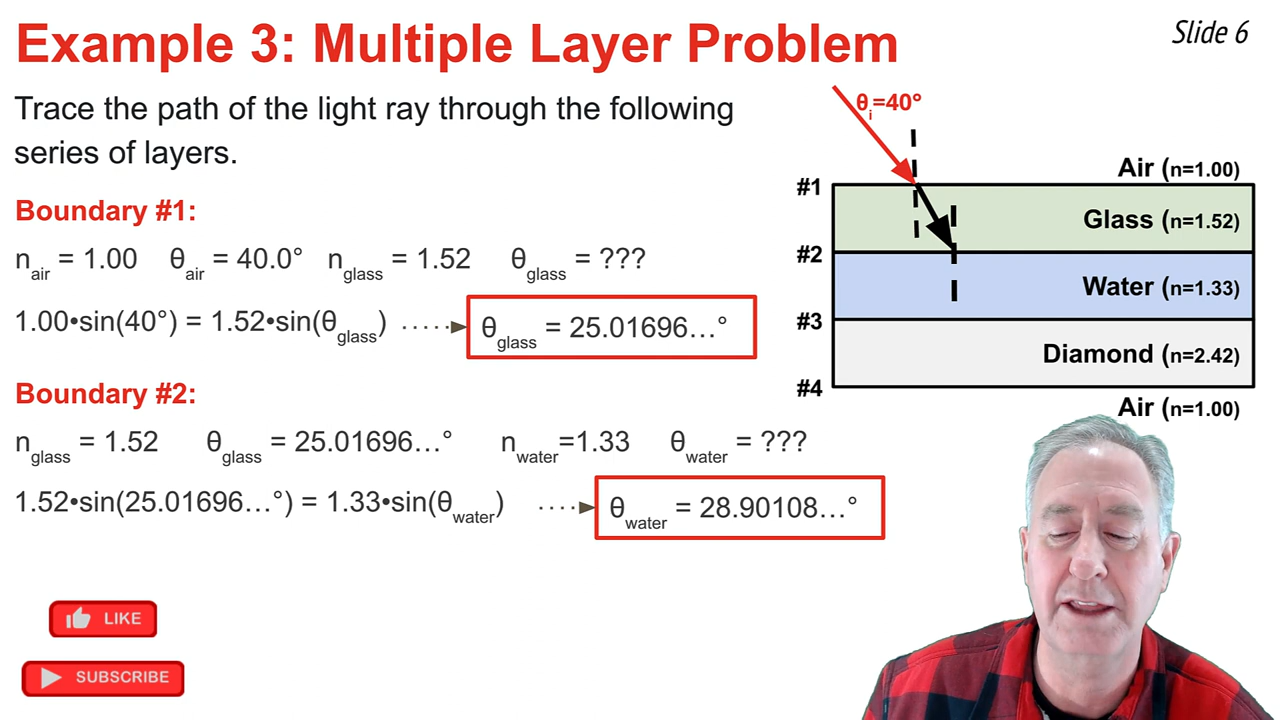 Example 3: Multiple Layer Problem
Slide 6
Trace the path of the light ray through the following
series of layers.
θi=40°
Air (n=1.00)
#1
Glass (n=1.52)
#2
Water (n=1.33)
#3
Diamond (n=2.42)
#4
Air (n=1.00)
Boundary #1:
nair = 1.00 θair = 40.0° nglass = 1.52 θglass = ???
1.00•sin(40°) = 1.52•sin(θglass) ····· θglass = 25.01696...°
Boundary #2:
nglass = 1.52 θglass = 25.01696...° nwater=1.33 θwater = ???
1.52•sin(25.01696...°) = 1.33•sin(θwater) ···· θwater = 28.90108...°
LIKE
SUBSCRIBE